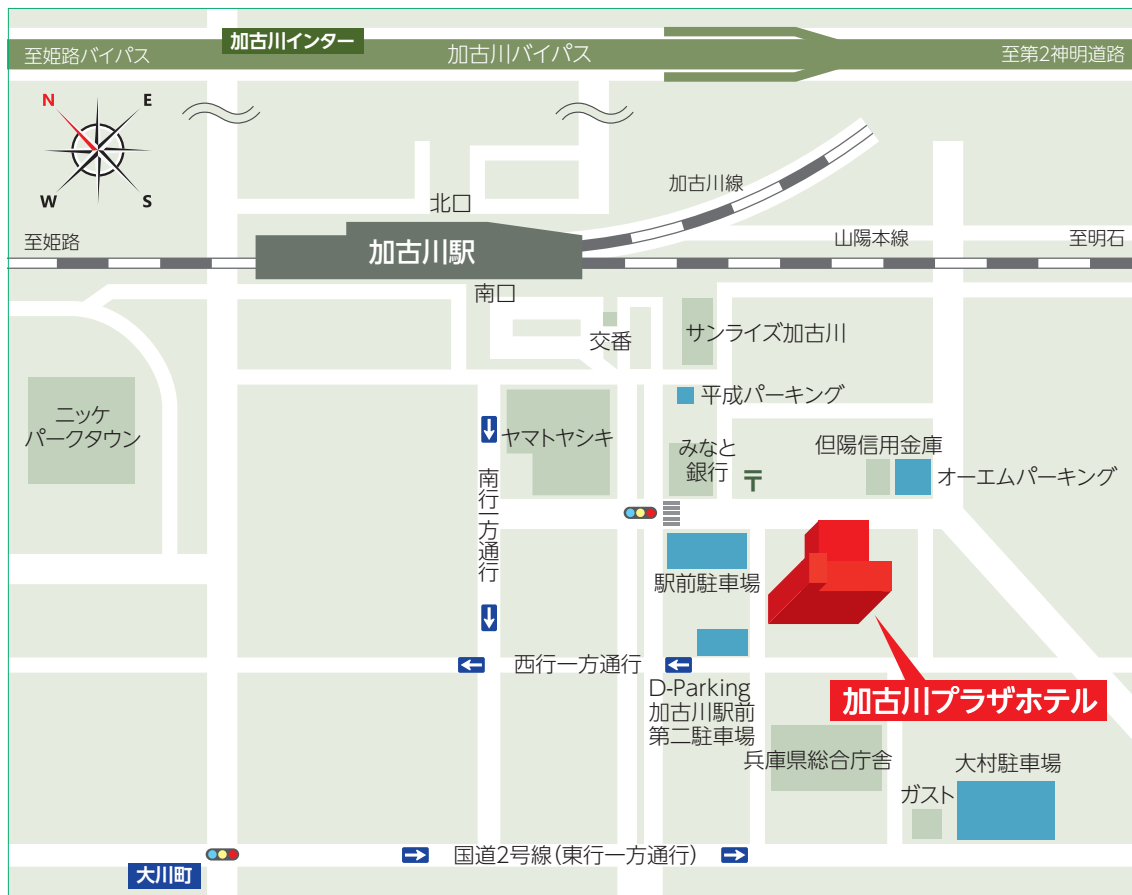 加古川インター
至姫路バイパス
加古川バイパス
至第2神明道路
N
E
W
S
加古川線
北口
至姫路
加古川駅
山陽本線
至明石
南口
交番
サンライズ加古川
平成パーキング
ニッケ
パークタウン
ヤマトヤシキ
みなと
銀行
〒
但陽信用金庫
オーエムパーキング
南行一方通行
駅前駐車場
西行一方通行
D-Parking
加古川駅前
第二駐車場
加古川プラザホテル
兵庫県総合庁舎
大村駐車場
ガスト
国道2号線(東行一方通行)
大川町